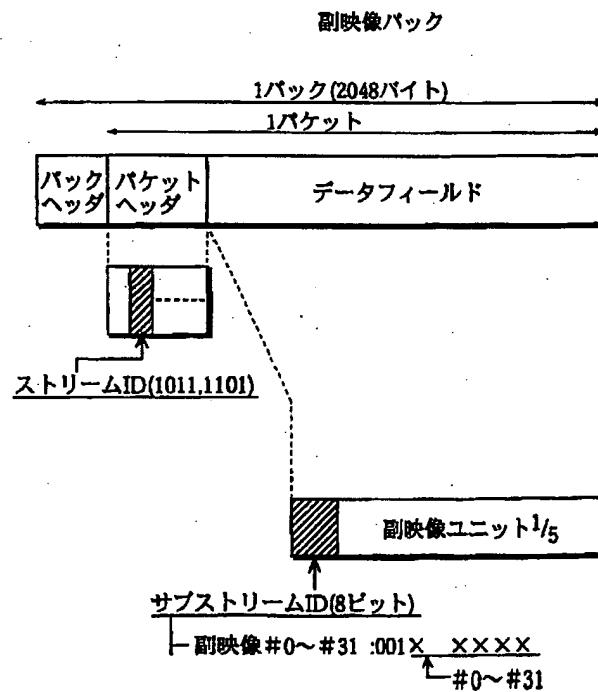 副映像パック
1パック(2048バイト)
1パケット
パック
ヘッダ
パケット
ヘッダ
データフィールド
ストリームID(1011,1101)
副映像ユニット1/5
サブストリームID(8ビット)
副映像#0〜#31 :001× ××××
#0〜#31